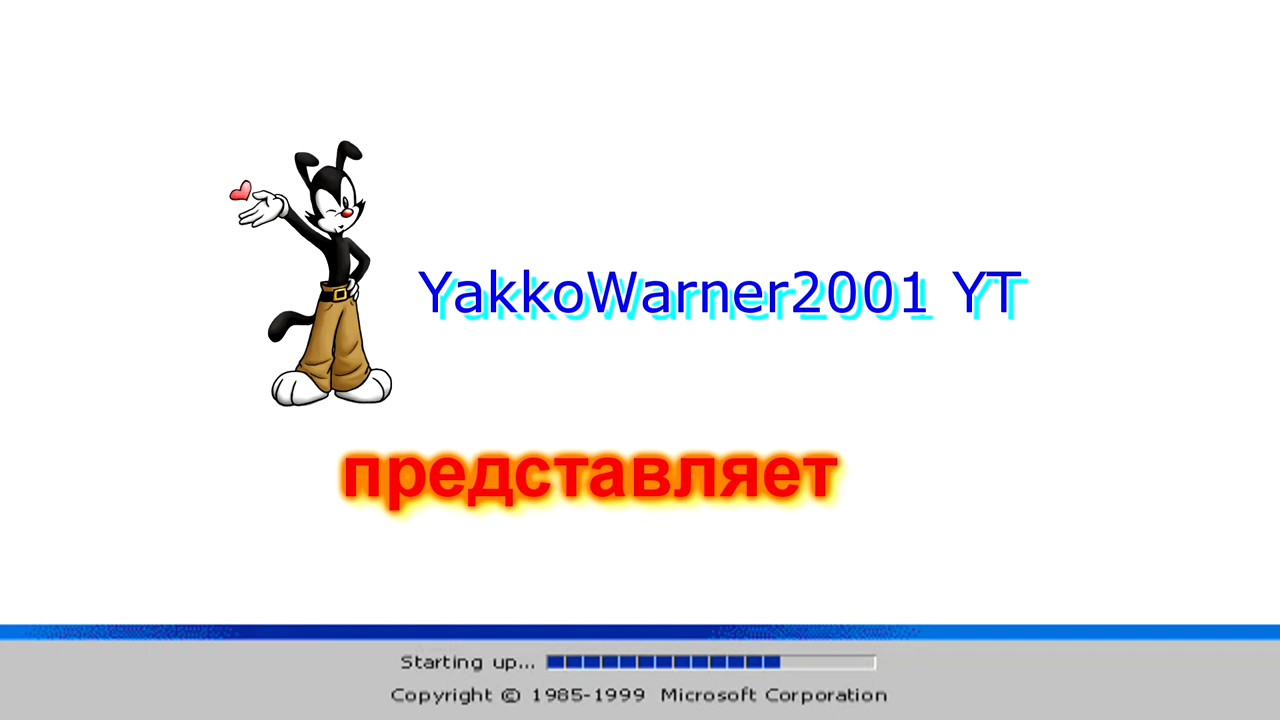 YakkoWarner2001 YT
представляет
Starting up...
Copyright © 1985-1999 Microsoft Corporation